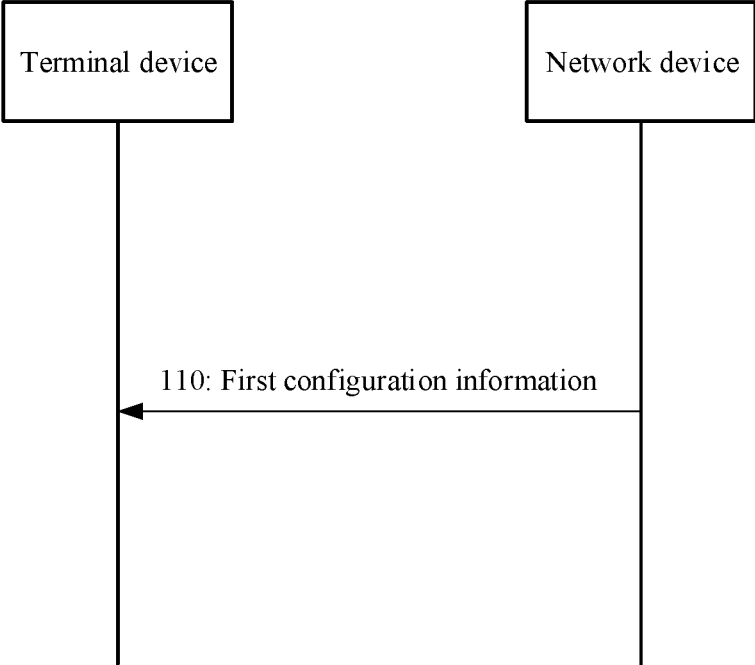 Terminal device
Network device
110: First configuration information